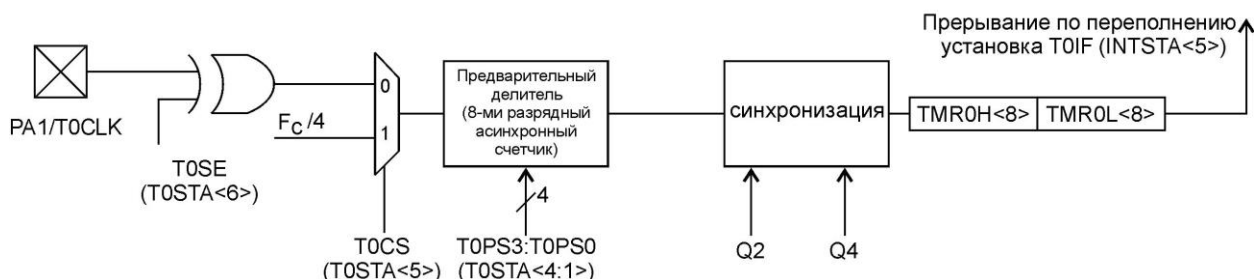 Прерывание по переполнению
установка T0IF (INTSTA<5>)
PA1/T0CLK
T0SE
(T0STA<6>)
FC /4
0
1
T0CS
(T0STA<5>)
Предварительный
делитель
(8-ми разрядный
асинхронный
счетчик)
4
T0PS3:T0PS0
(T0STA<4:1>)
синхронизация
Q2
Q4
TMR0H<8>
TMR0L<8>